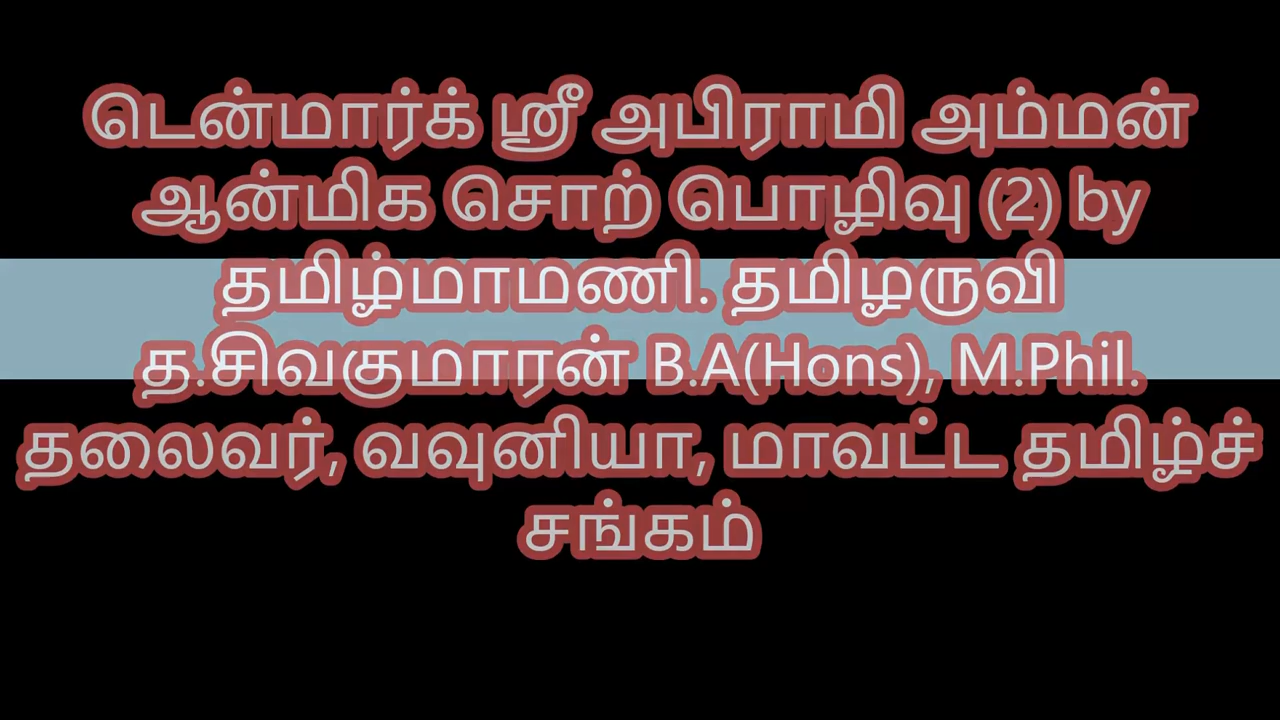 டென்மார்க் ஸ்ரீ அபிராமி அம்மன்
ஆன்மிக சொற் பொழிவு (2) by
தமிழ்மாமணி. தமிழருவி
த.சிவகுமாரன் B.A(Hons), M.Phil.
தலைவர், வவுனியா, மாவட்ட தமிழ்ச்
சங்கம்